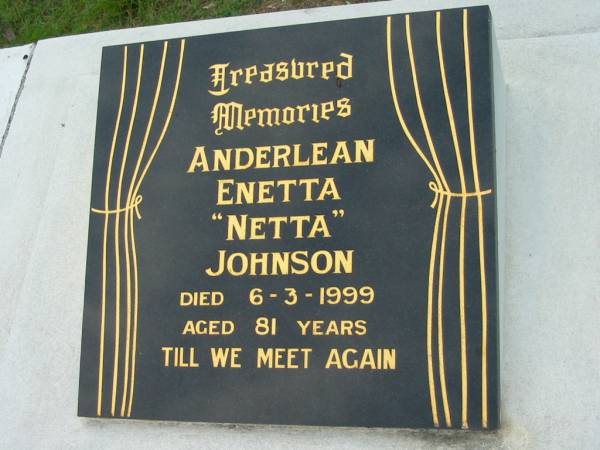 Treasured
Memories
ANDERLEAN
ENETTA
"NETTA"
JOHNSON
DIED 6-3-1999
AGED 81 YEARS
TILL WE MEET AGAIN